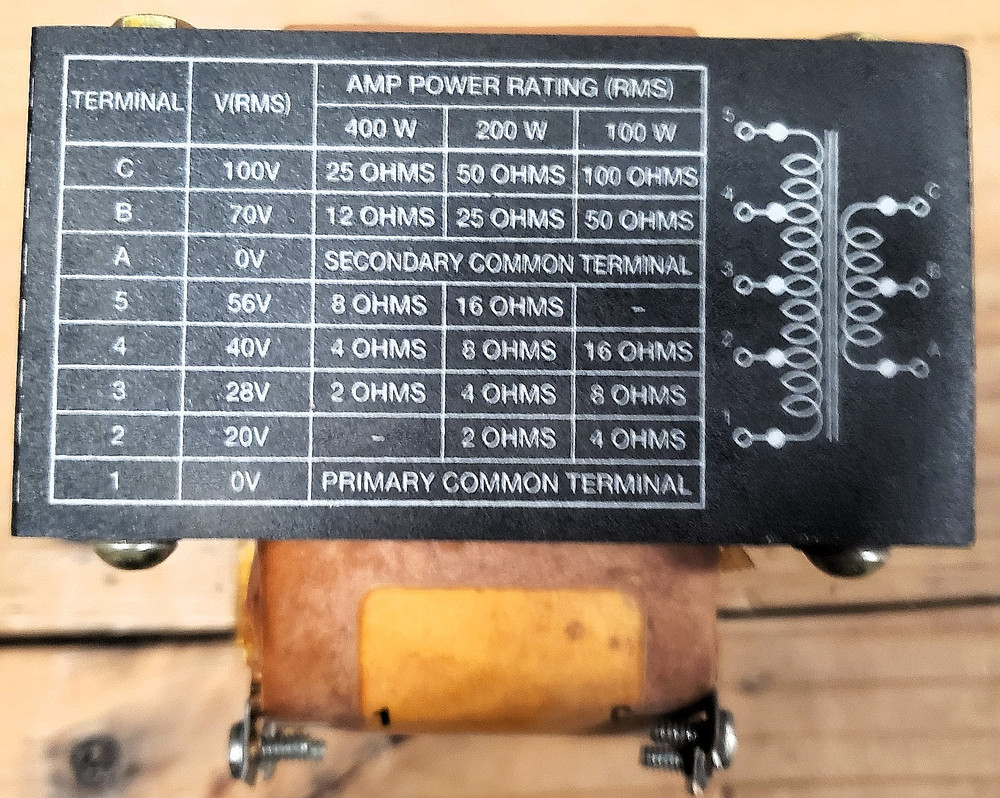 TERMINAL V(RMS) AMP POWER RATING (RMS)
400 W 200 W 100 W
C 100V 25 OHMS 50 OHMS 100 OHMS
B 70V 12 OHMS 25 OHMS 50 OHMS
A 0V SECONDARY COMMON TERMINAL
5 56V 8 OHMS 16 OHMS -
4 40V 4 OHMS 8 OHMS 16 OHMS
3 28V 2 OHMS 4 OHMS 8 OHMS
2 20V - 2 OHMS 4 OHMS
1 0V PRIMARY COMMON TERMINAL
5
4 C
3 B
2 A
1